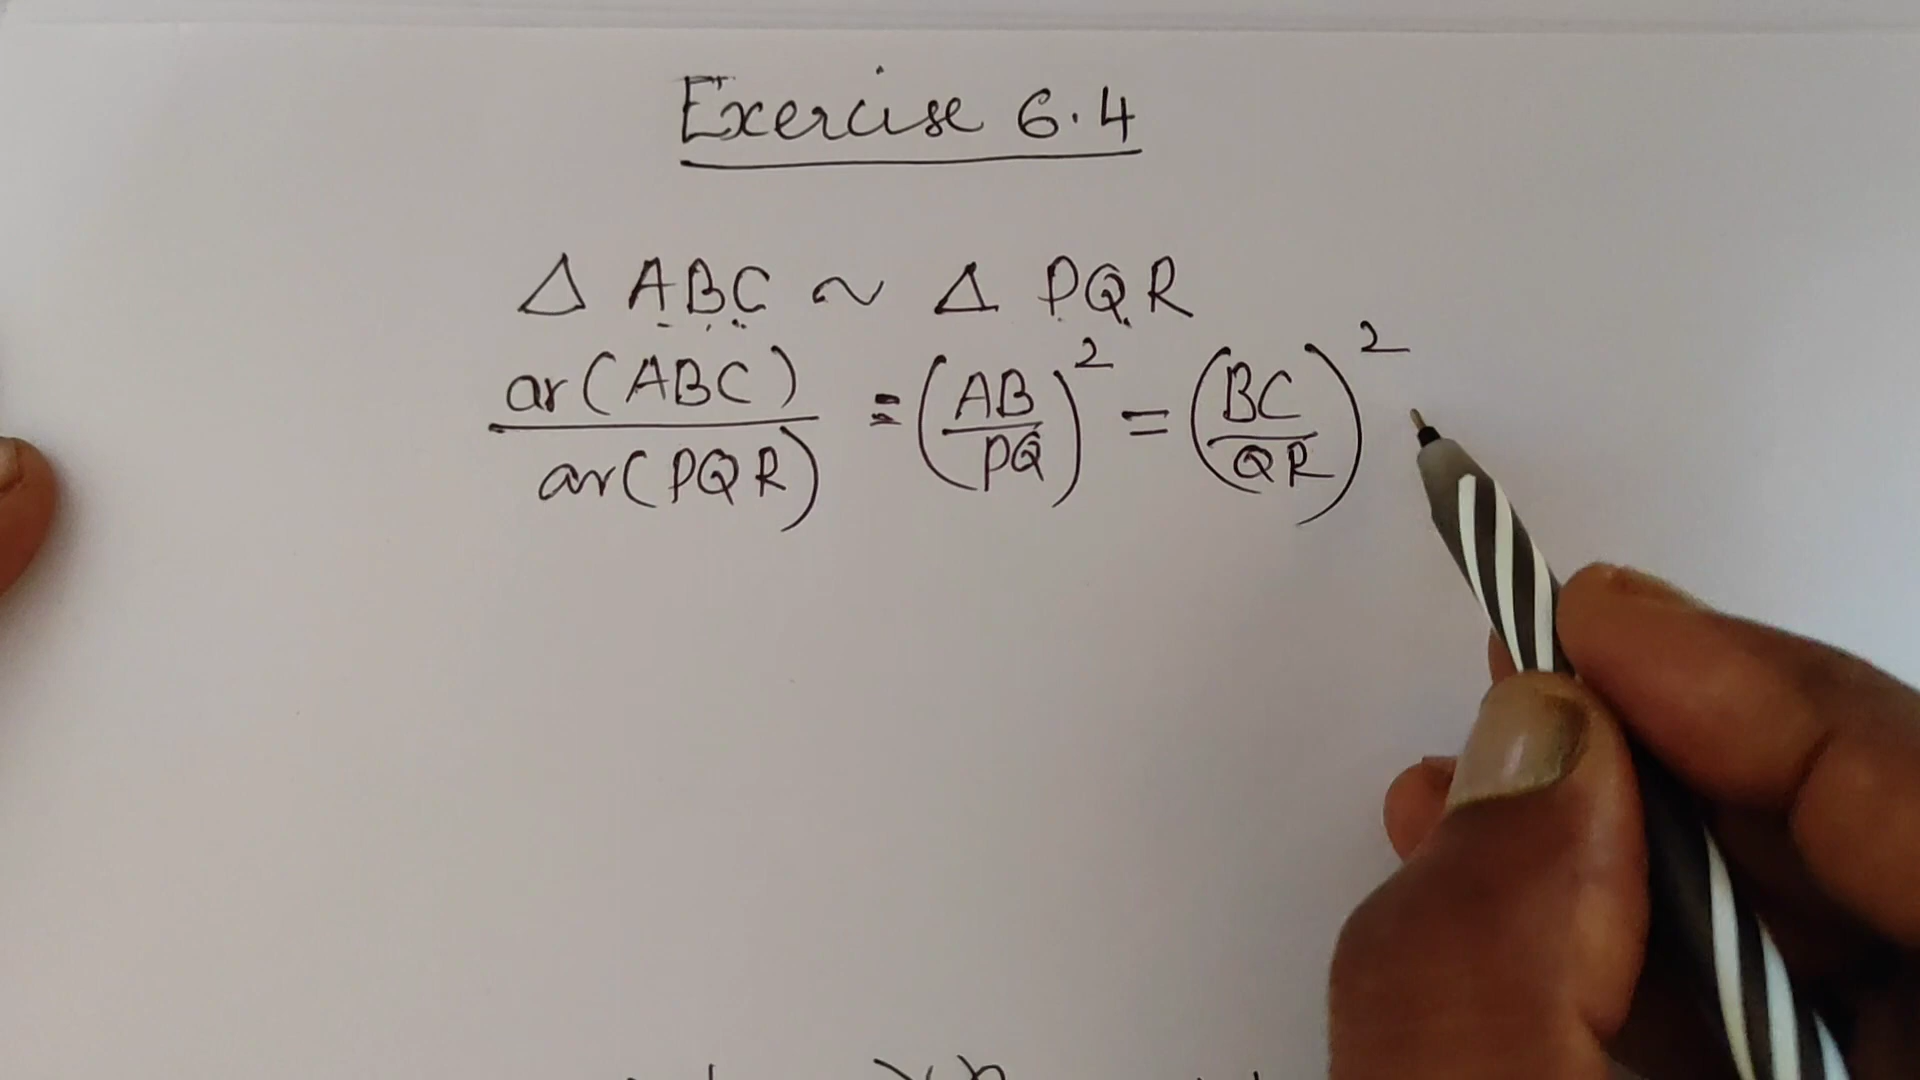 Exercise 6.4
△ ABC ~ △ PQR
ar(ABC) / ar(PQR) = (AB/PQ)² = (BC/QR)²